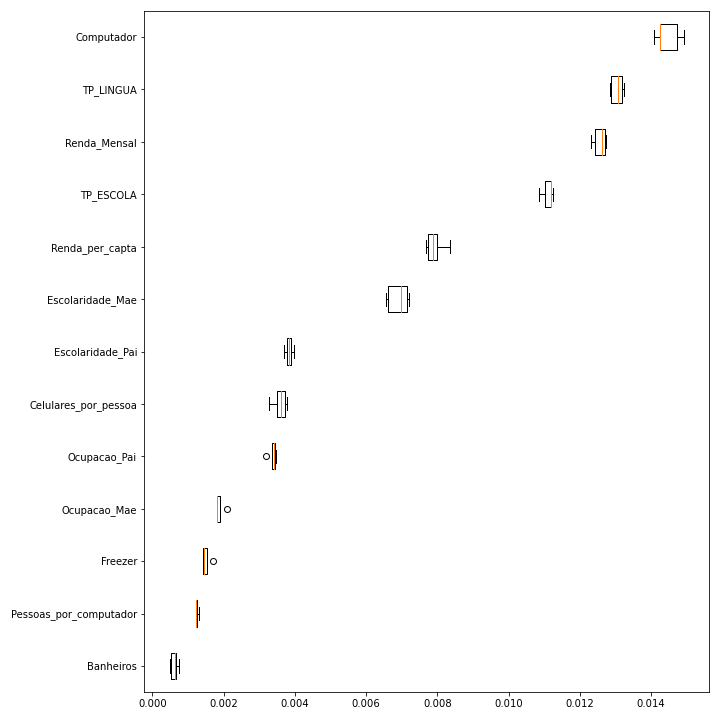 Computador
TP_LINGUA
Renda_Mensal
TP_ESCOLA
Renda_per_capta
Escolaridade_Mae
Escolaridade_Pai
Celulares_por_pessoa
Ocupacao_Pai
Ocupacao_Mae
Freezer
Pessoas_por_computador
Banheiros
0.000 0.002 0.004 0.006 0.008 0.010 0.012 0.014